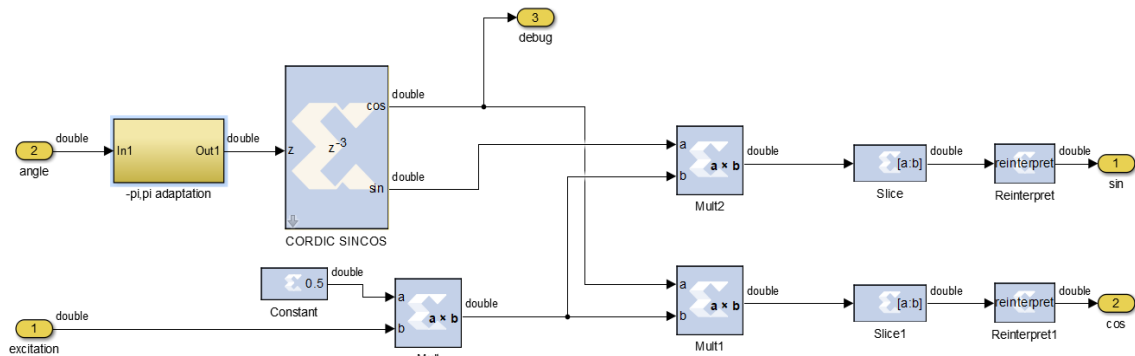 3
debug
double
cos
double
double
2
angle
In1
Out1
-pi,pi adaptation
z
z-3
sin
double
CORDIC SINCOS
a
b
a × b
double
Mult2
[a:b]
double
Slice
reinterpret
double
Reinterpret
1
sin
0.5
double
Constant
double
1
excitation
a
b
a × b
double
a
b
a × b
double
Mult1
[a:b]
double
Slice1
reinterpret
double
Reinterpret1
2
cos